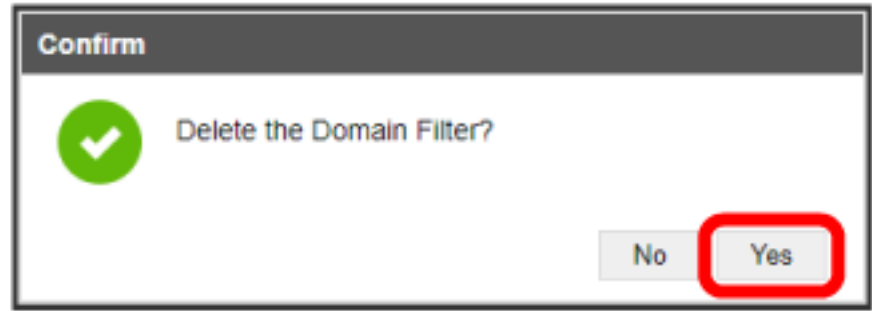 Confirm
Delete the Domain Filter?
No Yes